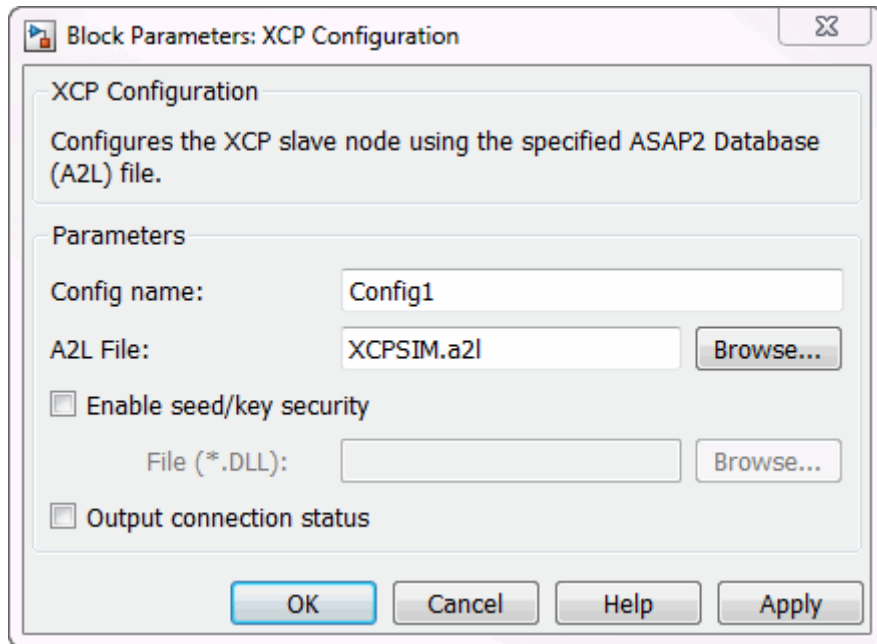 Block Parameters: XCP Configuration
XCP Configuration
Configures the XCP slave node using the specified ASAP2 Database
(A2L) file.
Parameters
Config name: Config1
A2L File: XCPSIM.a2l Browse...
Enable seed/key security
File (*.DLL): Browse...
Output connection status
OK Cancel Help Apply